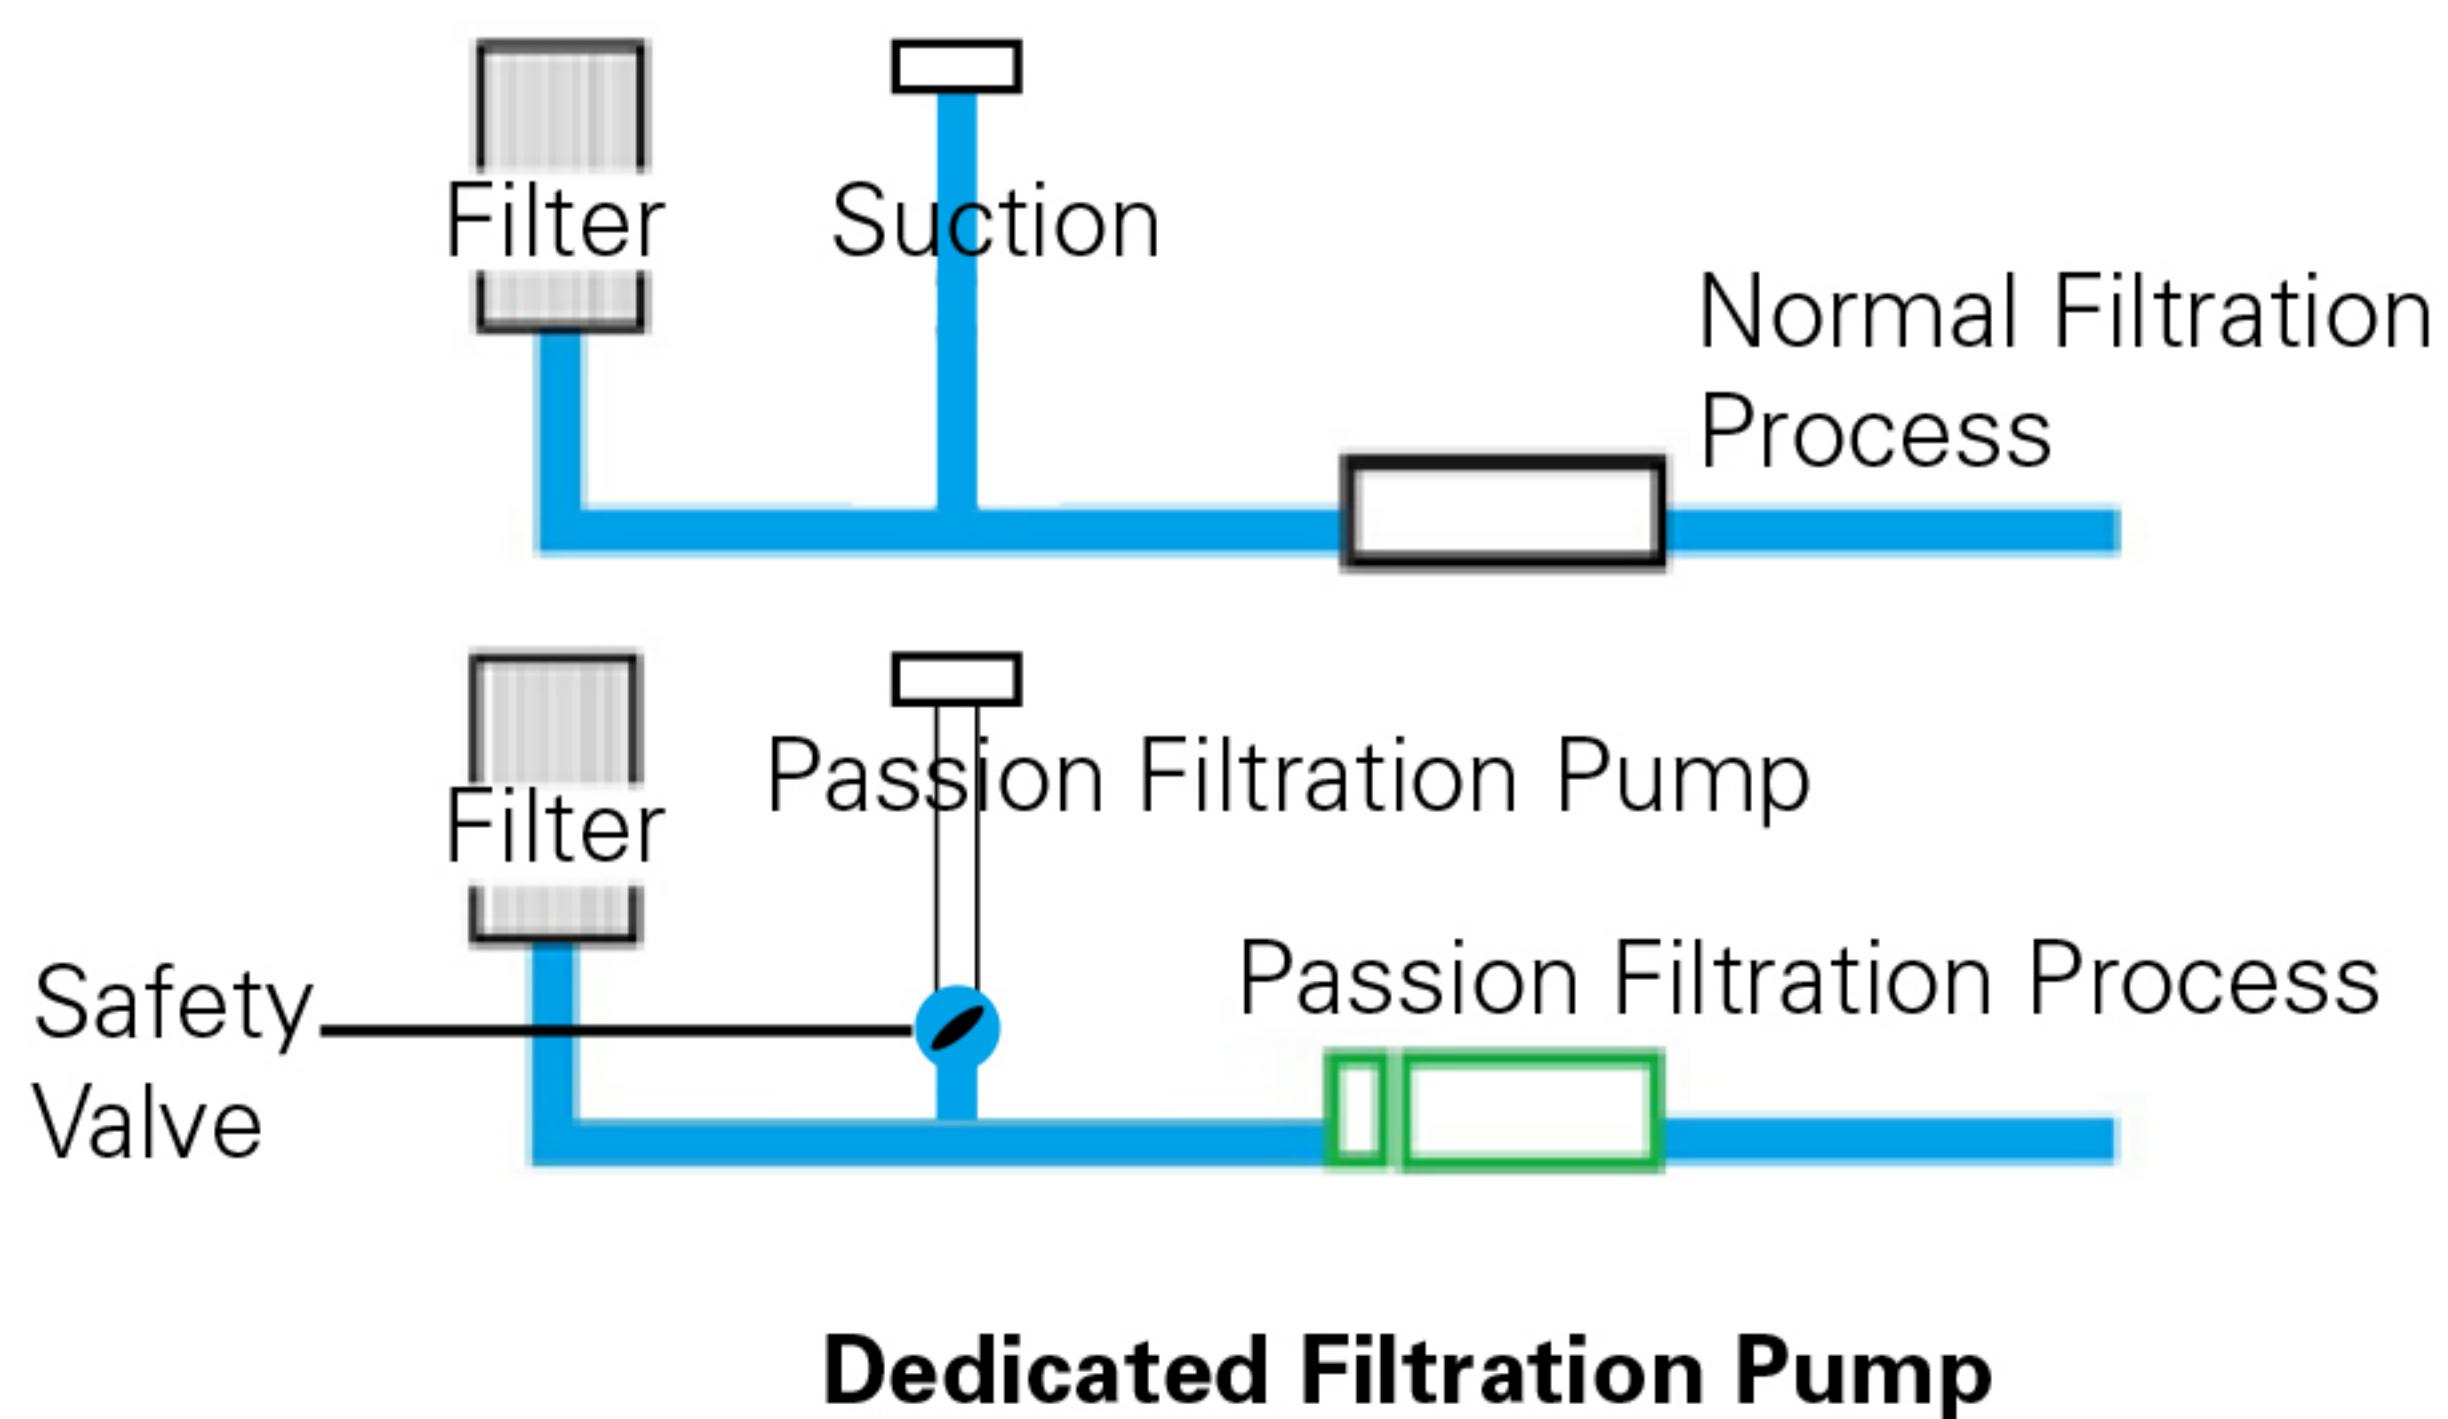 Filter
Suction
Normal Filtration
Process
Passion Filtration Pump
Filter
Passion Filtration Process
Safety
Valve
Dedicated Filtration Pump